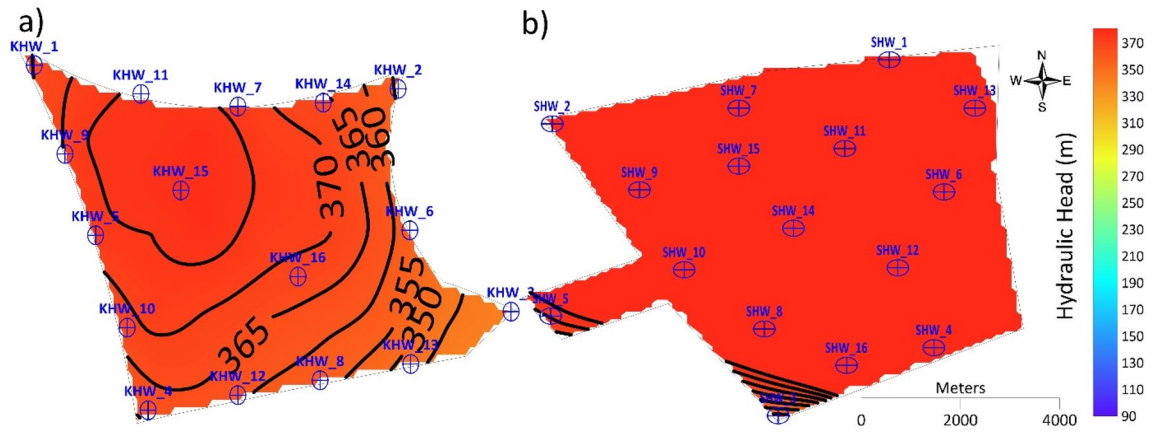 a)
KHW_1
KHW_11
KHW_7
KHW_14
KHW_2
KHW_9
KHW_15
KHW_5
KHW_6
KHW_16
KHW_10
KHW_3
KHW_13
KHW_8
KHW_12
KHW_4
370
365
360
365
355
350
b)
SHW_1
SHW_2
SHW_7
SHW_13
SHW_11
SHW_15
SHW_9
SHW_6
SHW_14
SHW_10
SHW_12
SHW_5
SHW_8
SHW_4
SHW_16
N
W E
S
Meters
0 2000 4000
Hydraulic Head (m)
370
350
330
310
290
270
250
230
210
190
170
150
130
110
90